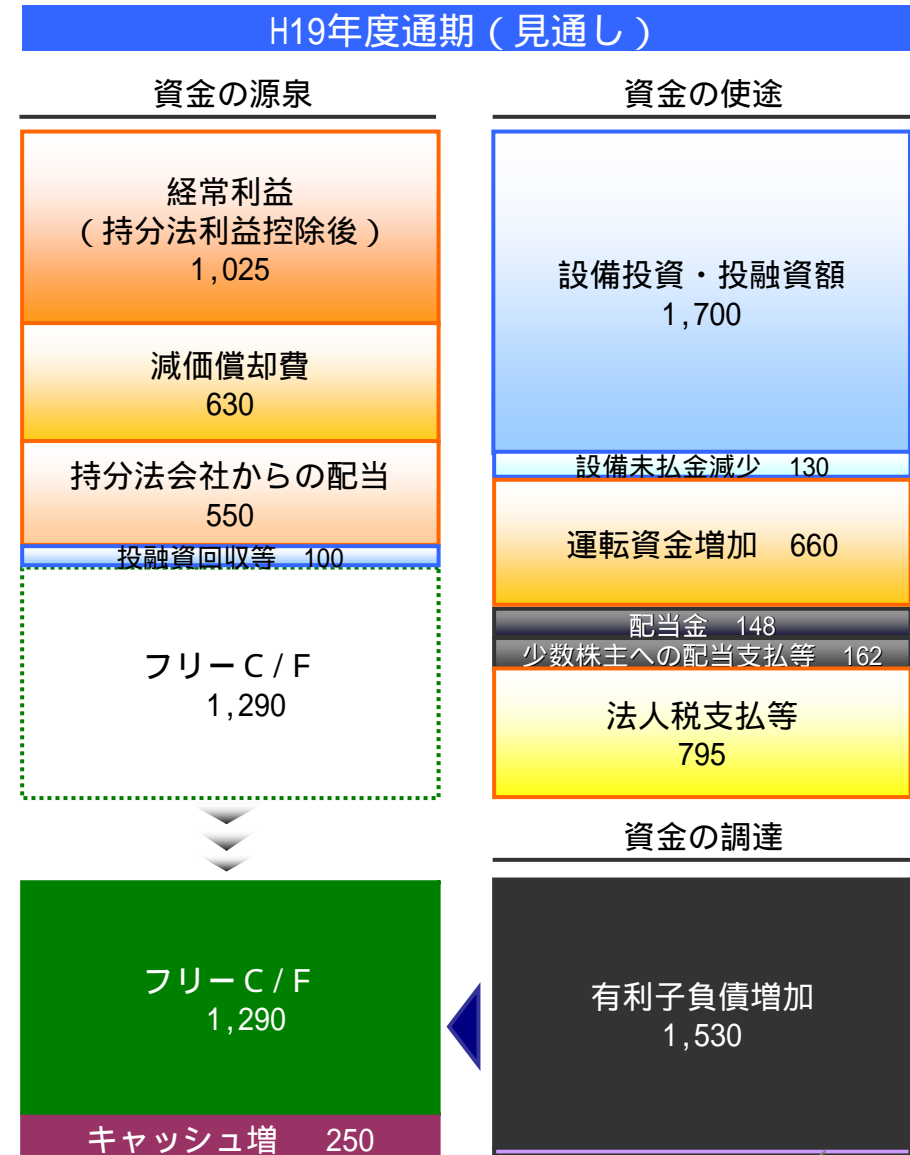 H19年度通期(見通し)
資金の源泉
経常利益
(持分法利益控除後)
1,025
減価償却費
630
持分法会社からの配当
550
投融資回収等 100
フリーC/F
1,290
フリーC/F
1,290
キャッシュ増 250
資金の使途
設備投資・投融資額
1,700
設備未払金減少 130
運転資金増加 660
配当金 148
少数株主への配当支払等 162
法人税支払等
795
資金の調達
有利子負債増加
1,530